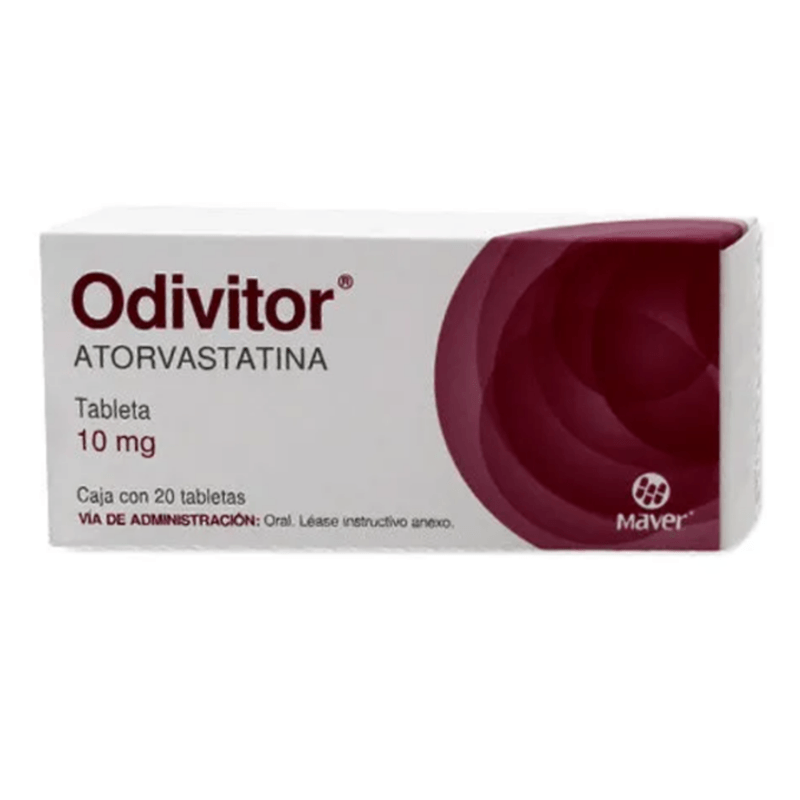 Odivitor®
ATORVASTATINA
Tableta
10 mg
Caja con 20 tabletas
VÍA DE ADMINISTRACIÓN: Oral. Léase instructivo anexo.
Maver®